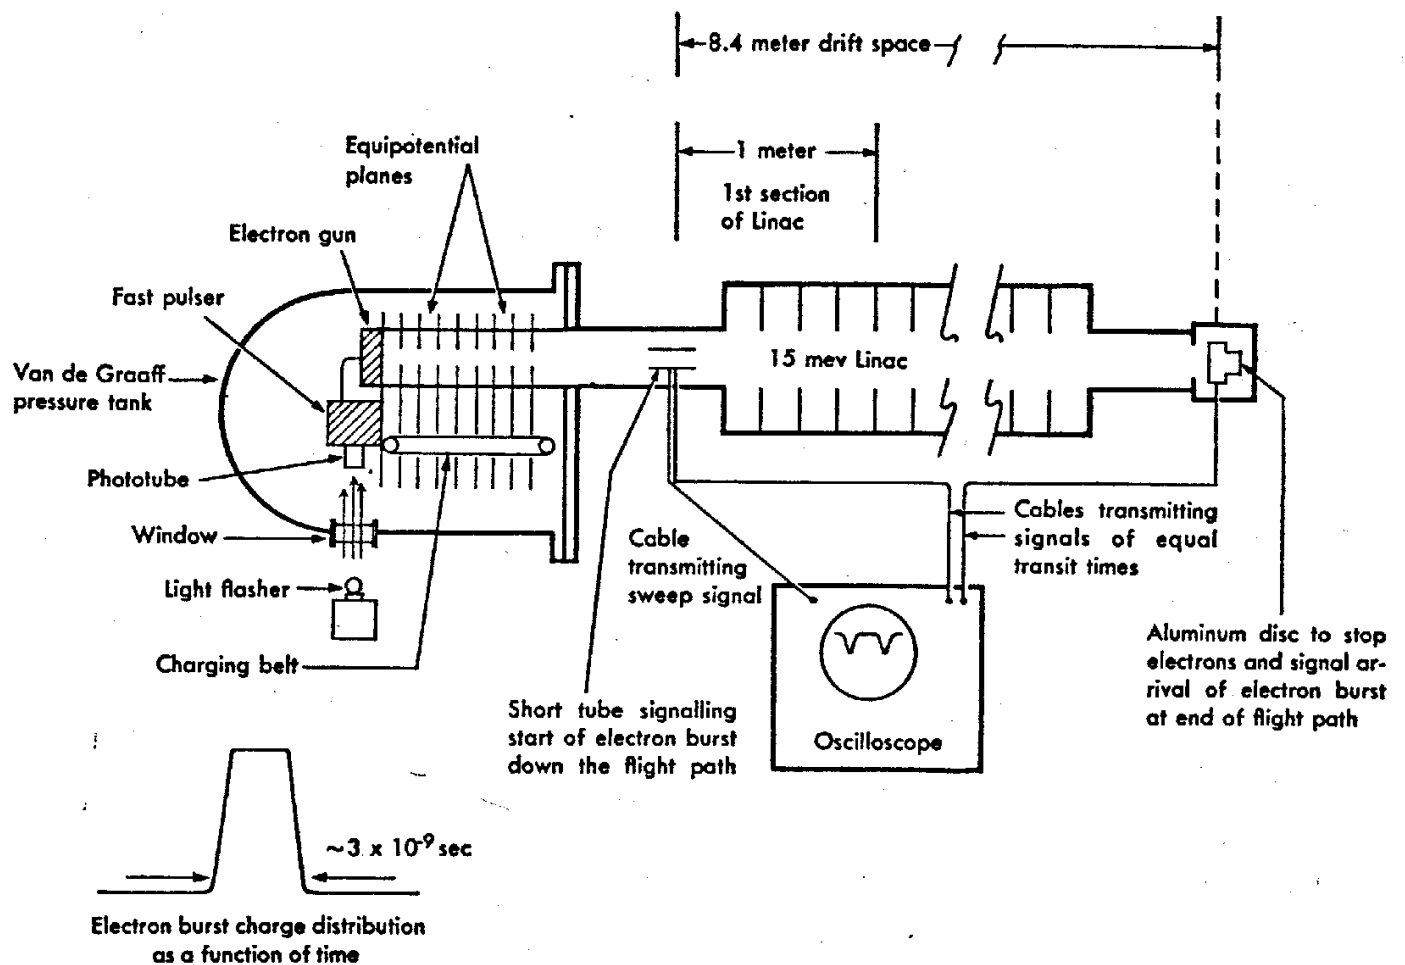 8.4 meter drift space
1 meter
1st section
of Linac
Equipotential
planes
Electron gun
Fast pulser
Van de Graaff
pressure tank
15 mev Linac
Phototube
Window
Light flasher
Charging belt
Cable
transmitting
sweep signal
Cables transmitting
signals of equal
transit times
Short tube signalling
start of electron burst
down the flight path
Oscilloscope
Aluminum disc to stop
electrons and signal ar-
rival of electron burst
at end of flight path
~3 x 10⁻⁹ sec
Electron burst charge distribution
as a function of time